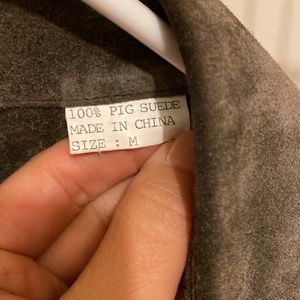 100% PIG SUEDE
MADE IN CHINA
SIZE : M